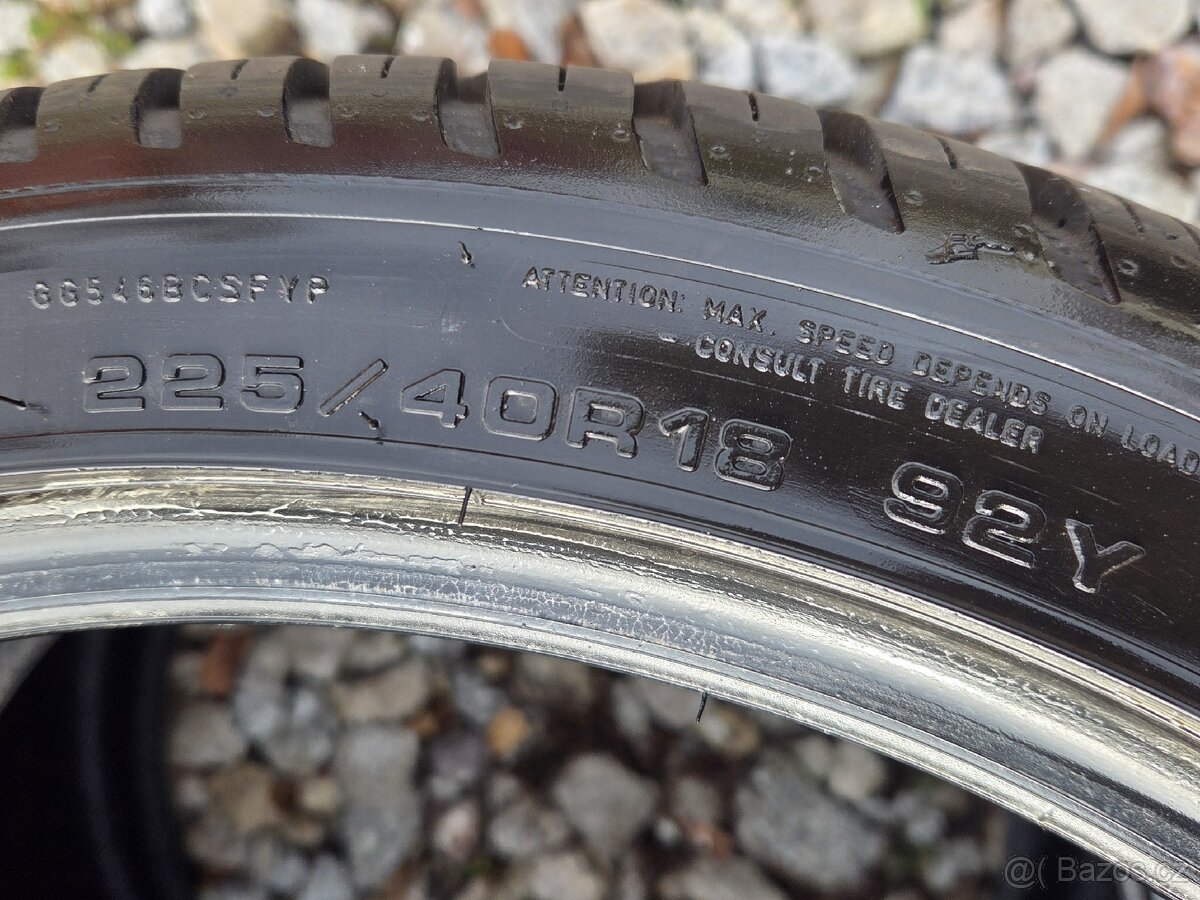 GG546BCSFYP
ATTENTION: MAX. SPEED DEPENDS ON LOAD
- CONSULT TIRE DEALER
225/40R18 92Y
@( Bazos.cz